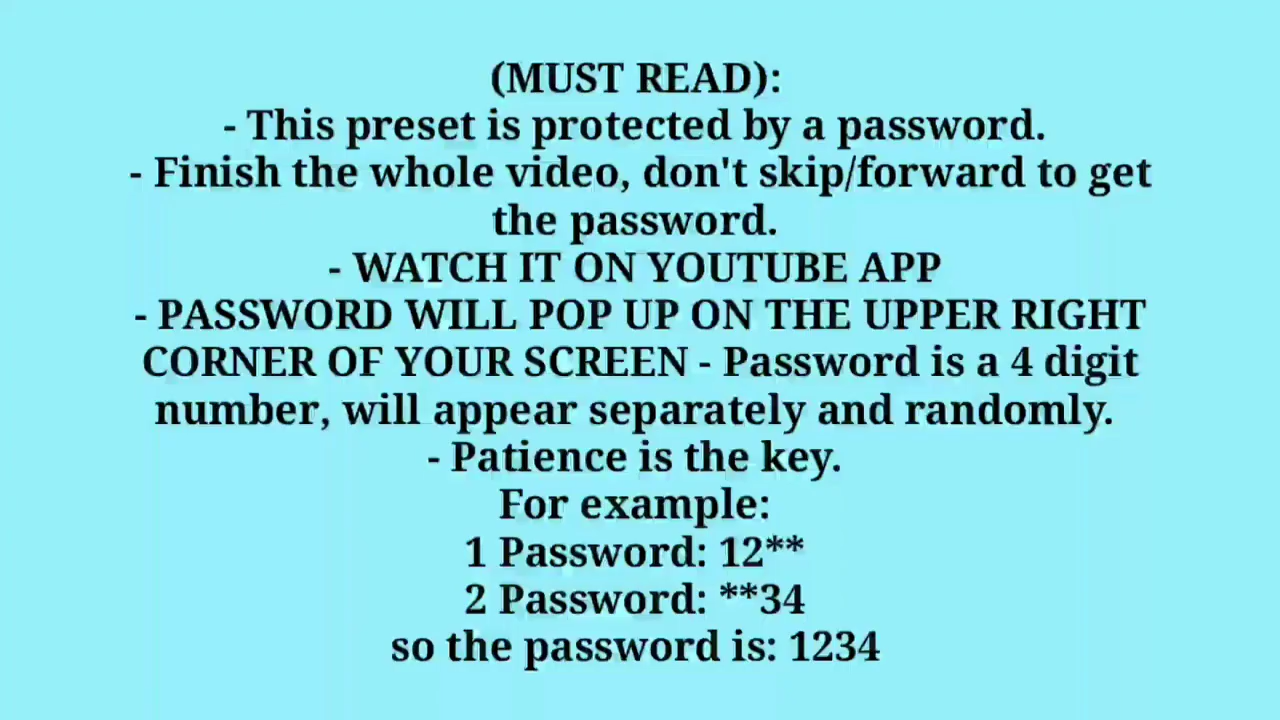 (MUST READ):
- This preset is protected by a password.
- Finish the whole video, don't skip/forward to get
the password.
- WATCH IT ON YOUTUBE APP
- PASSWORD WILL POP UP ON THE UPPER RIGHT
CORNER OF YOUR SCREEN - Password is a 4 digit
number, will appear separately and randomly.
- Patience is the key.
For example:
1 Password: 12**
2 Password: **34
so the password is: 1234